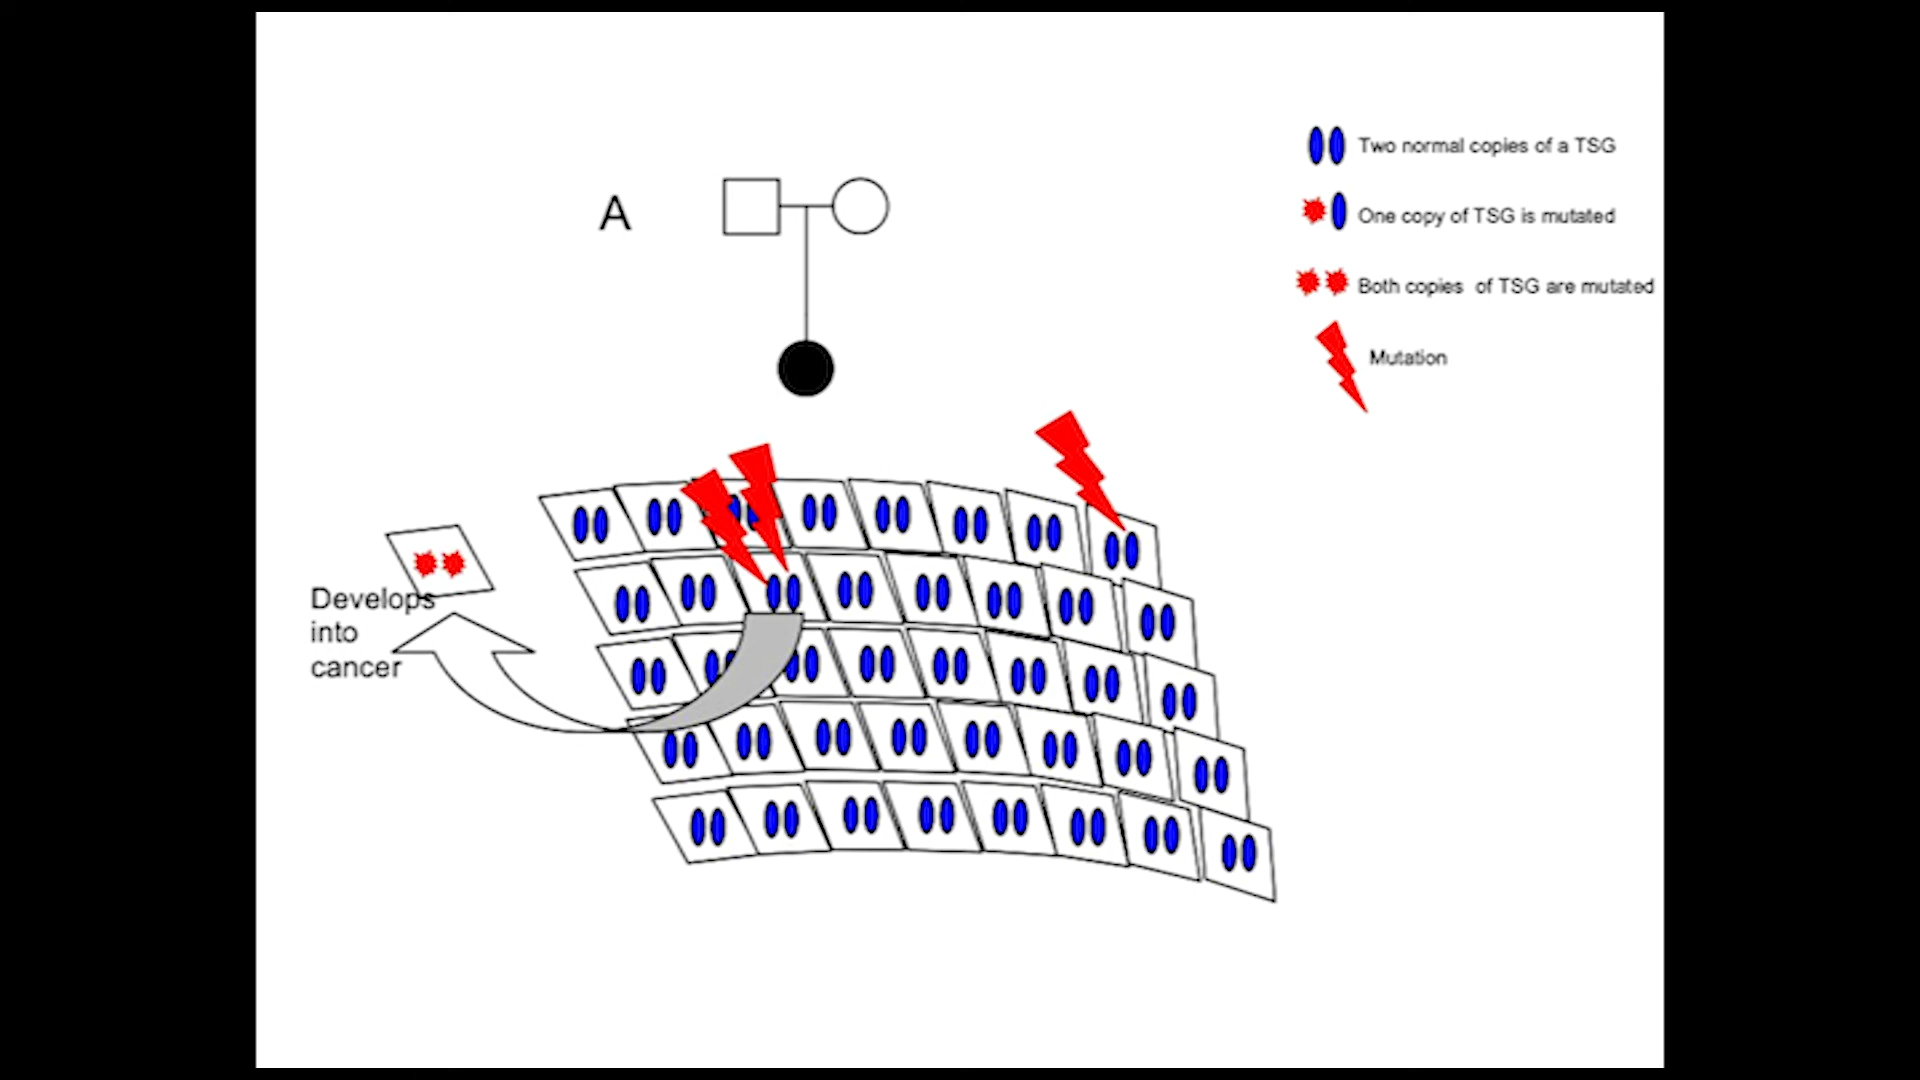 A
Two normal copies of a TSG
One copy of TSG is mutated
Both copies of TSG are mutated
Mutation
Develops
into
cancer